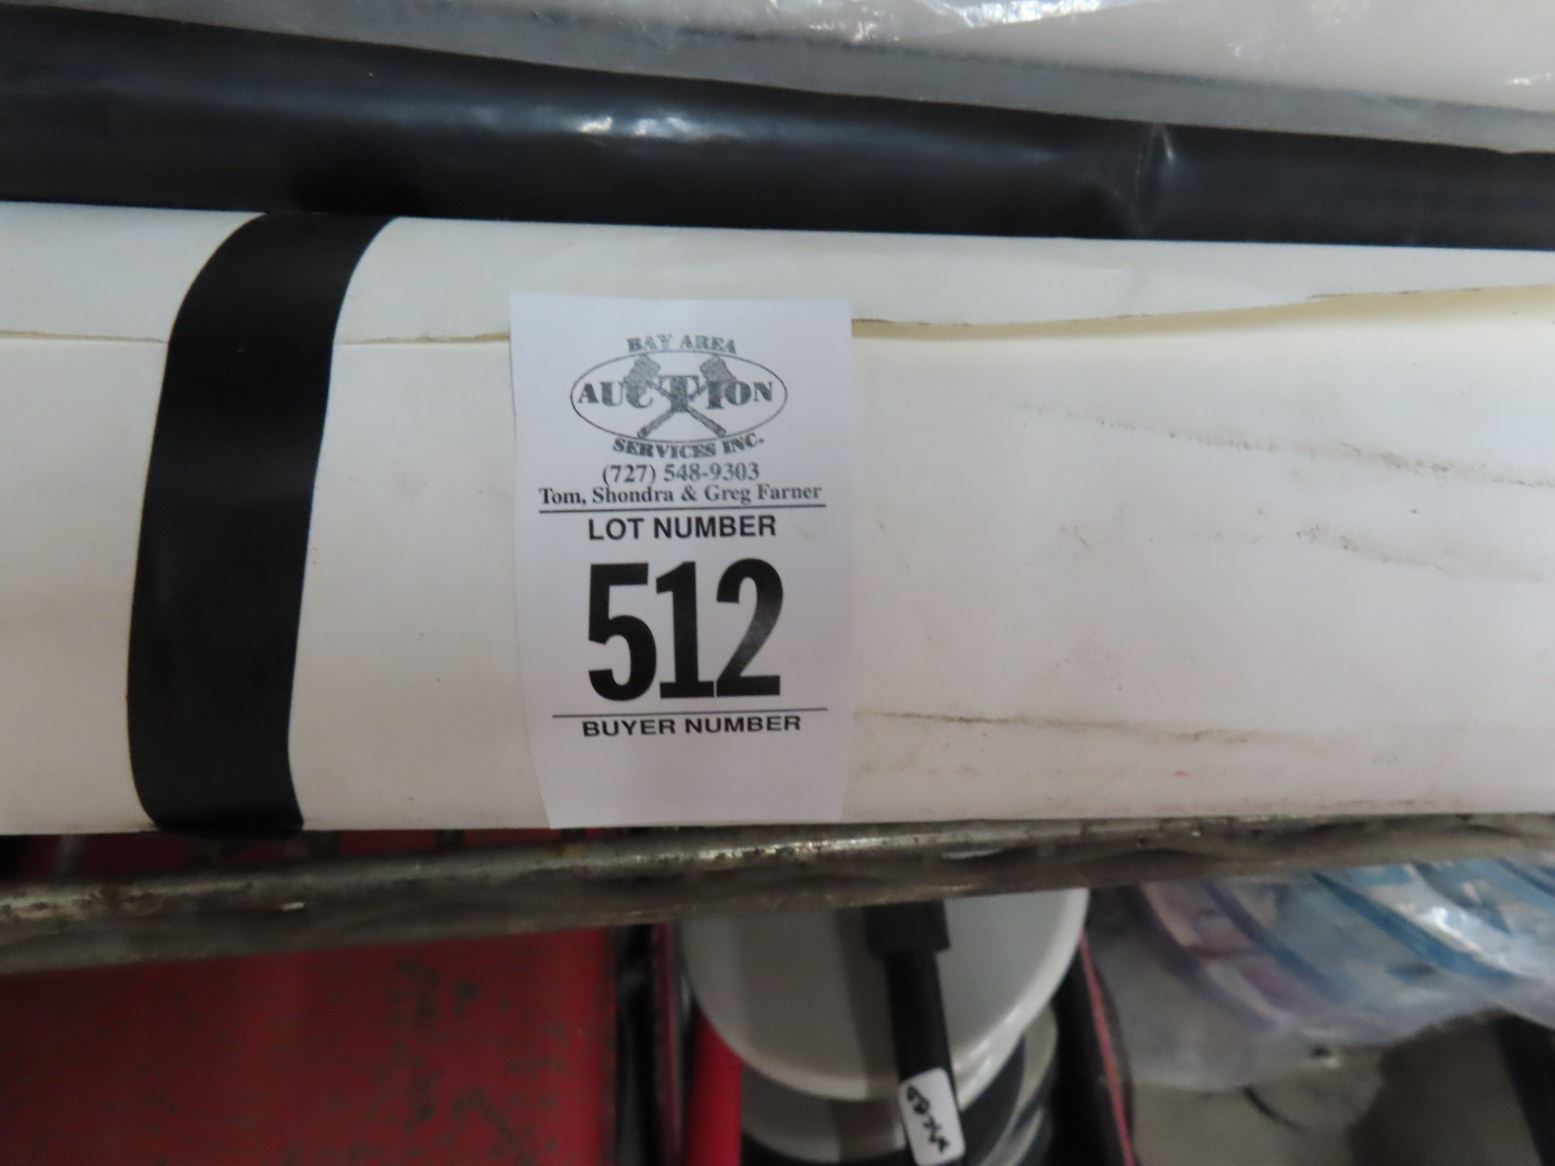 BAY AREA
AUCTION
SERVICES INC.
(727) 548-9303
Tom, Shondra & Greg Farner
LOT NUMBER
512
BUYER NUMBER